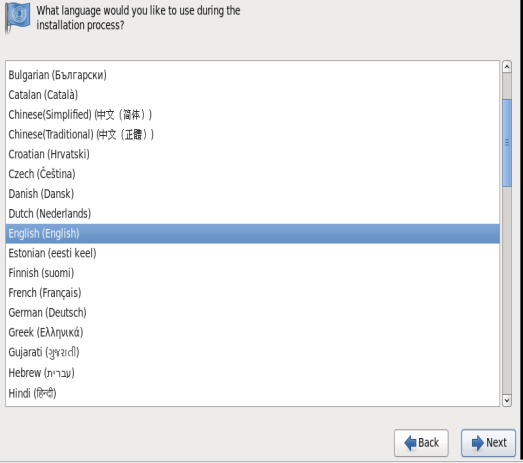 What language would you like to use during the
installation process?
Bulgarian (Български)
Catalan (Català)
Chinese(Simplified) (中文（简体）)
Chinese(Traditional) (中文（正體）)
Croatian (Hrvatski)
Czech (Čeština)
Danish (Dansk)
Dutch (Nederlands)
English (English)
Estonian (eesti keel)
Finnish (suomi)
French (Français)
German (Deutsch)
Greek (Ελληνικά)
Gujarati (ગુજરાતી)
Hebrew (עברית)
Hindi (हिन्दी)
Back
Next